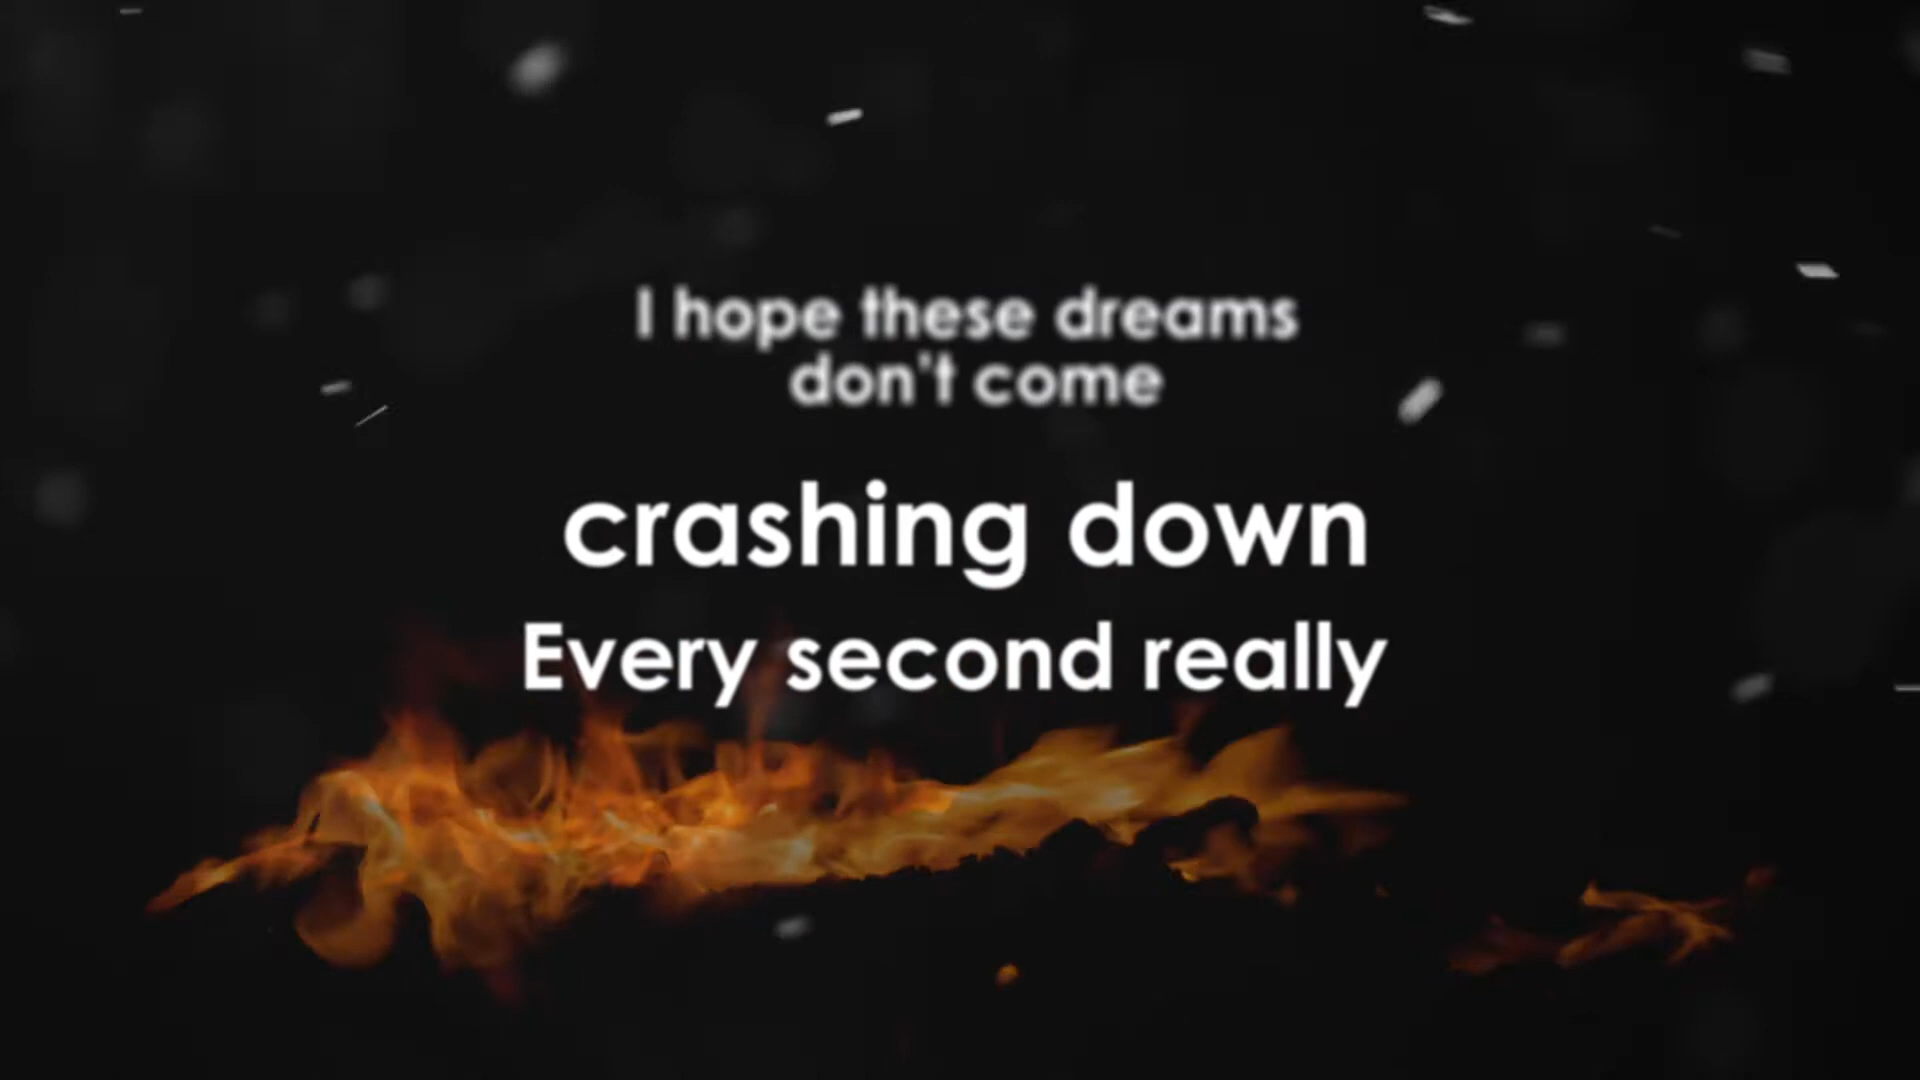 I hope these dreams
don't come
crashing down
Every second really